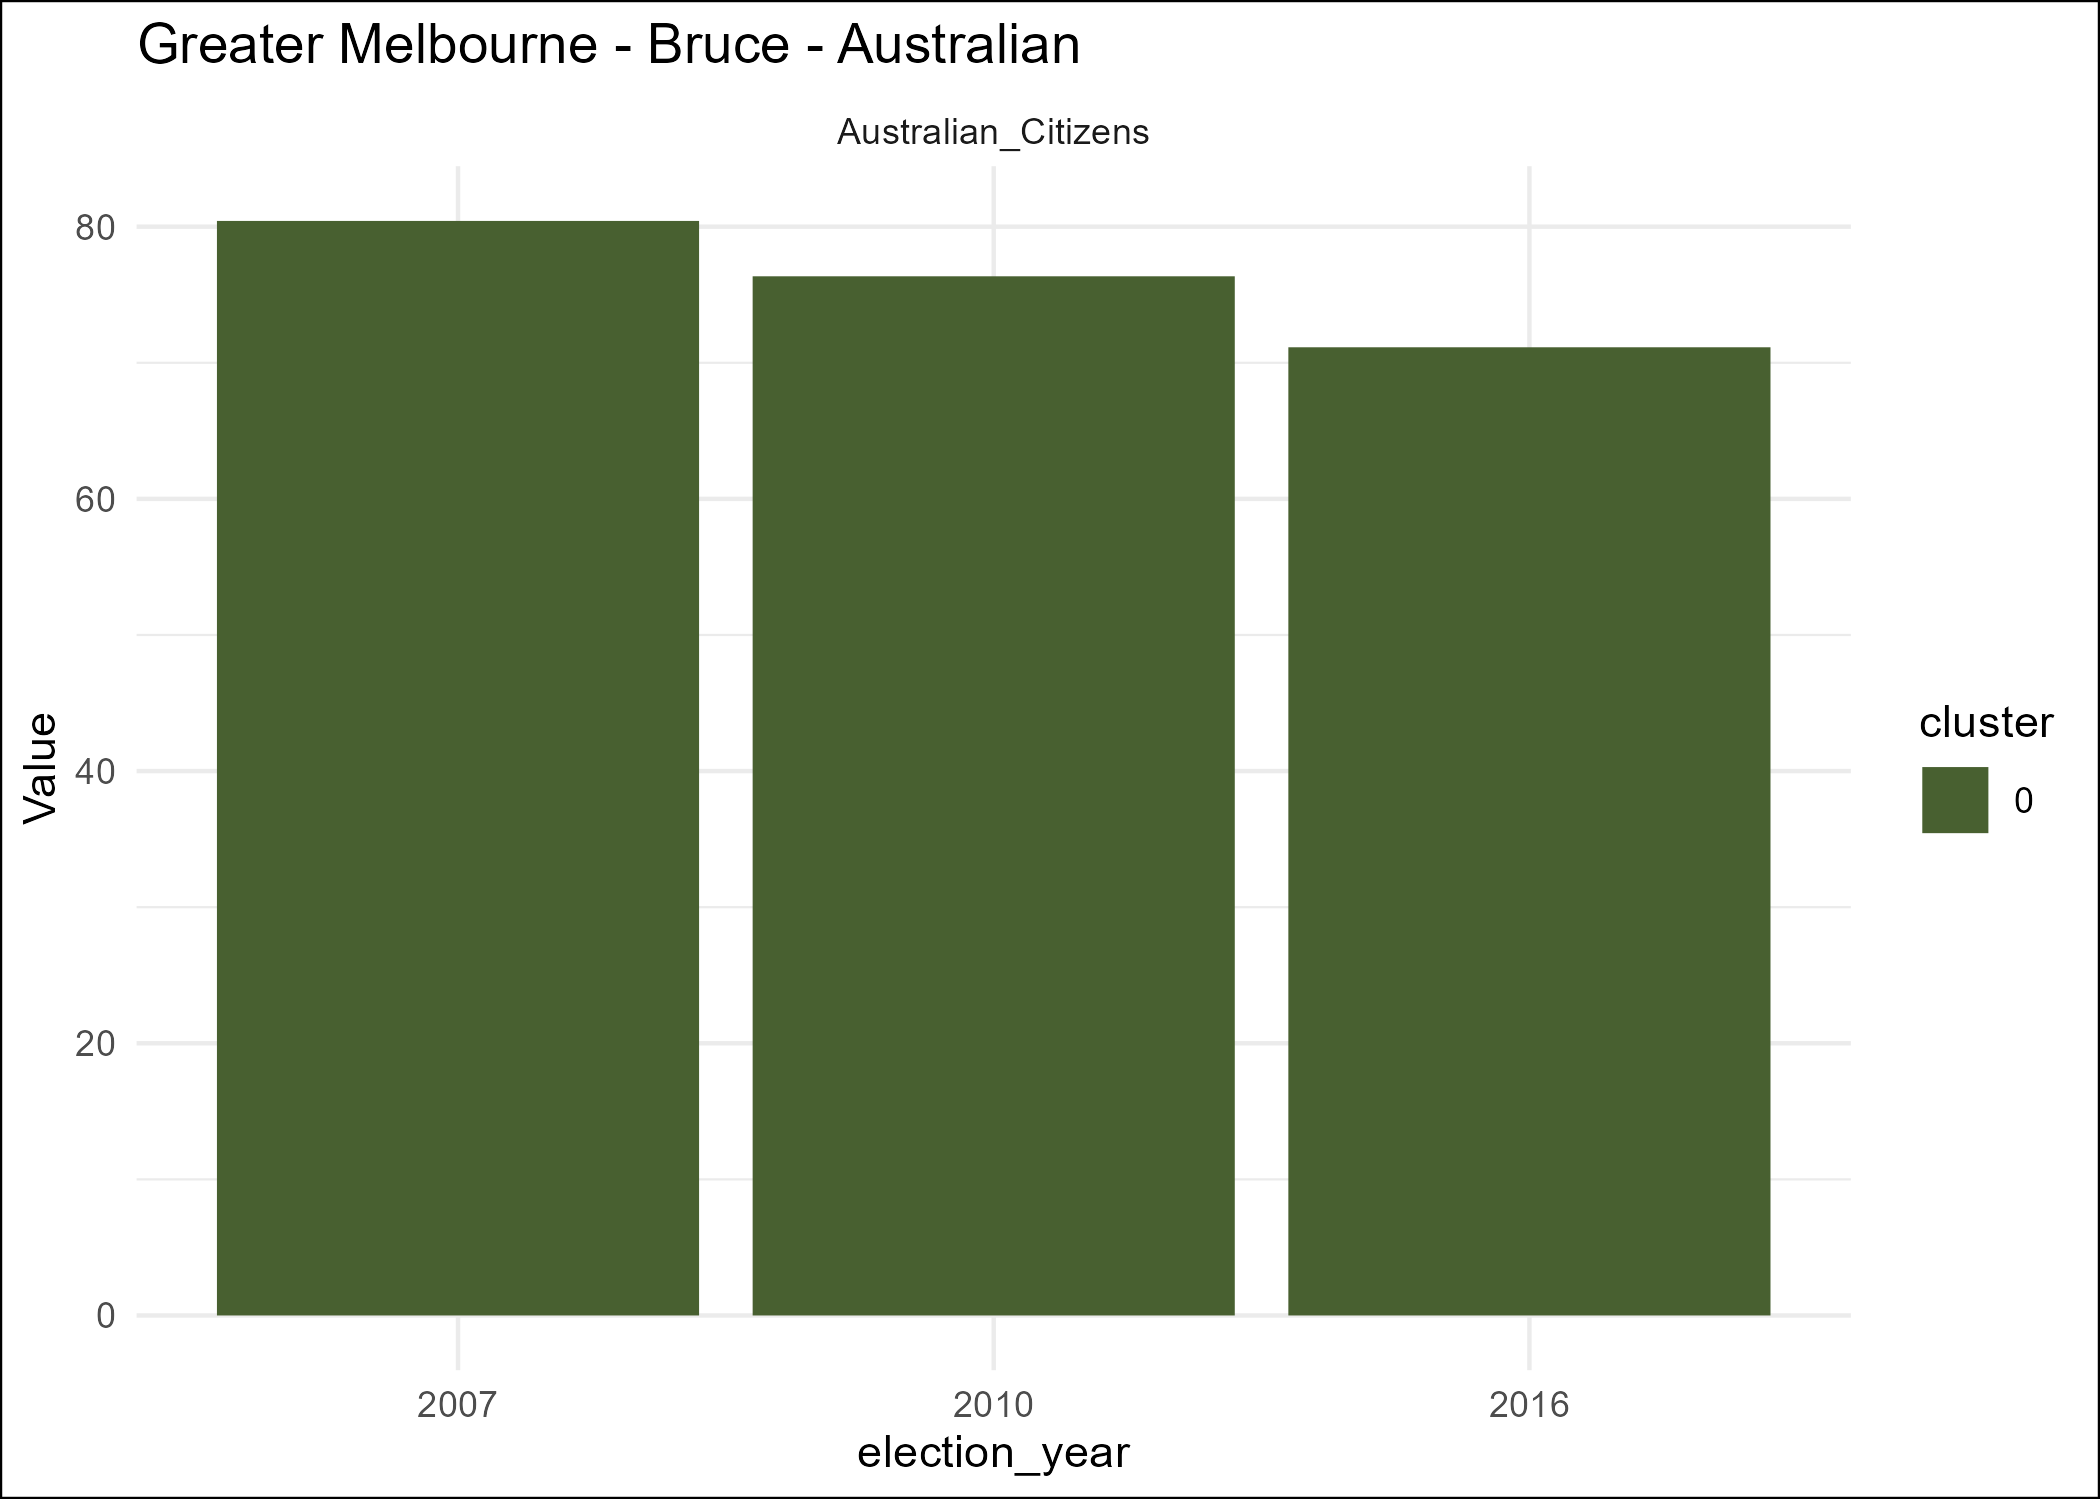 Greater Melbourne - Bruce - Australian
Australian_Citizens
80
60
40
20
0
Value
2007 2010 2016
election_year
cluster
0